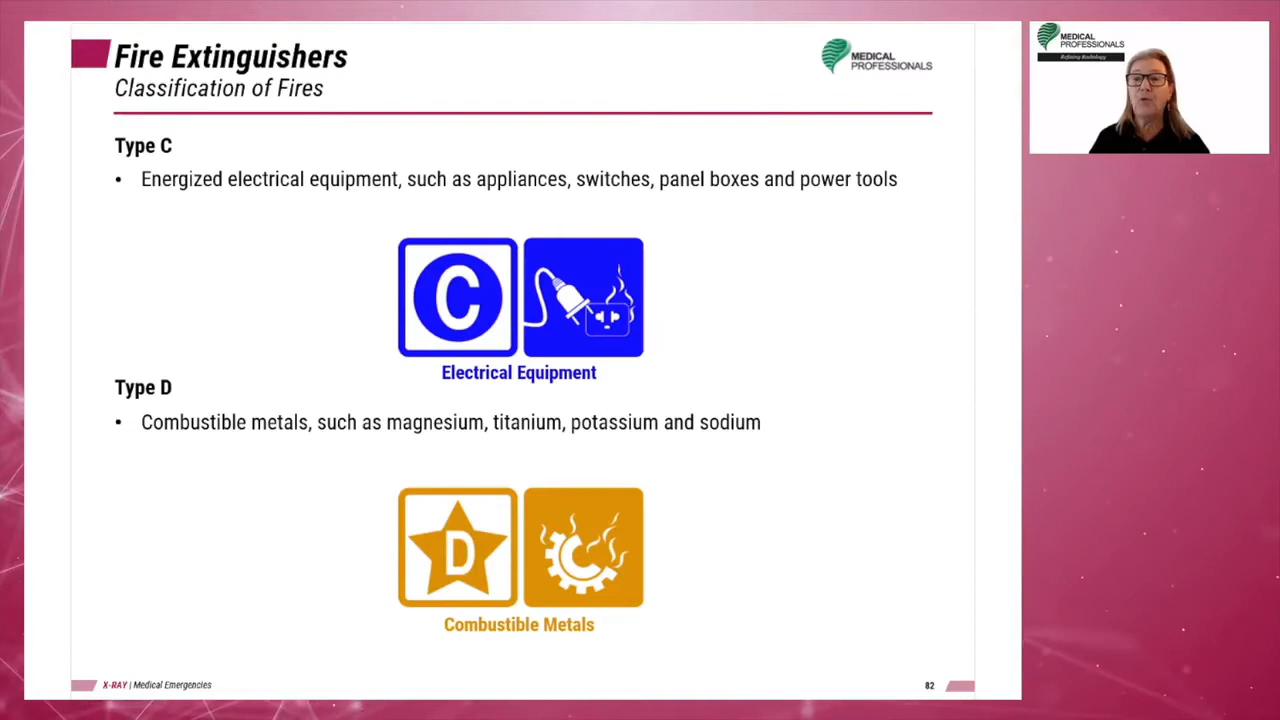 Fire Extinguishers
Classification of Fires
MEDICAL
PROFESSIONALS
Type C
• Energized electrical equipment, such as appliances, switches, panel boxes and power tools
C
Electrical Equipment
Type D
• Combustible metals, such as magnesium, titanium, potassium and sodium
D
Combustible Metals
X-RAY | Medical Emergencies
82
MEDICAL
PROFESSIONALS
Refining Radiology